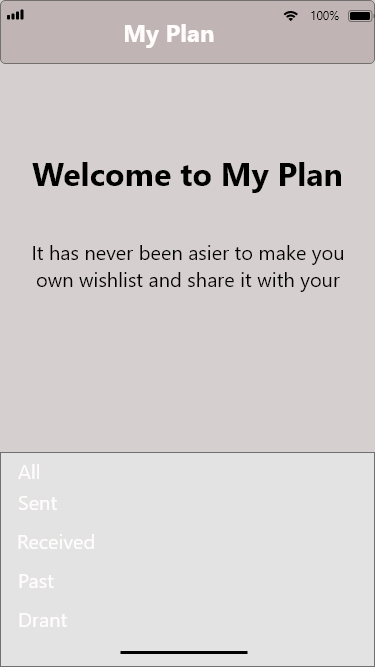 100%
My Plan
Welcome to My Plan
It has never been asier to make you
own wishlist and share it with your
All
Sent
Received
Past
Drant